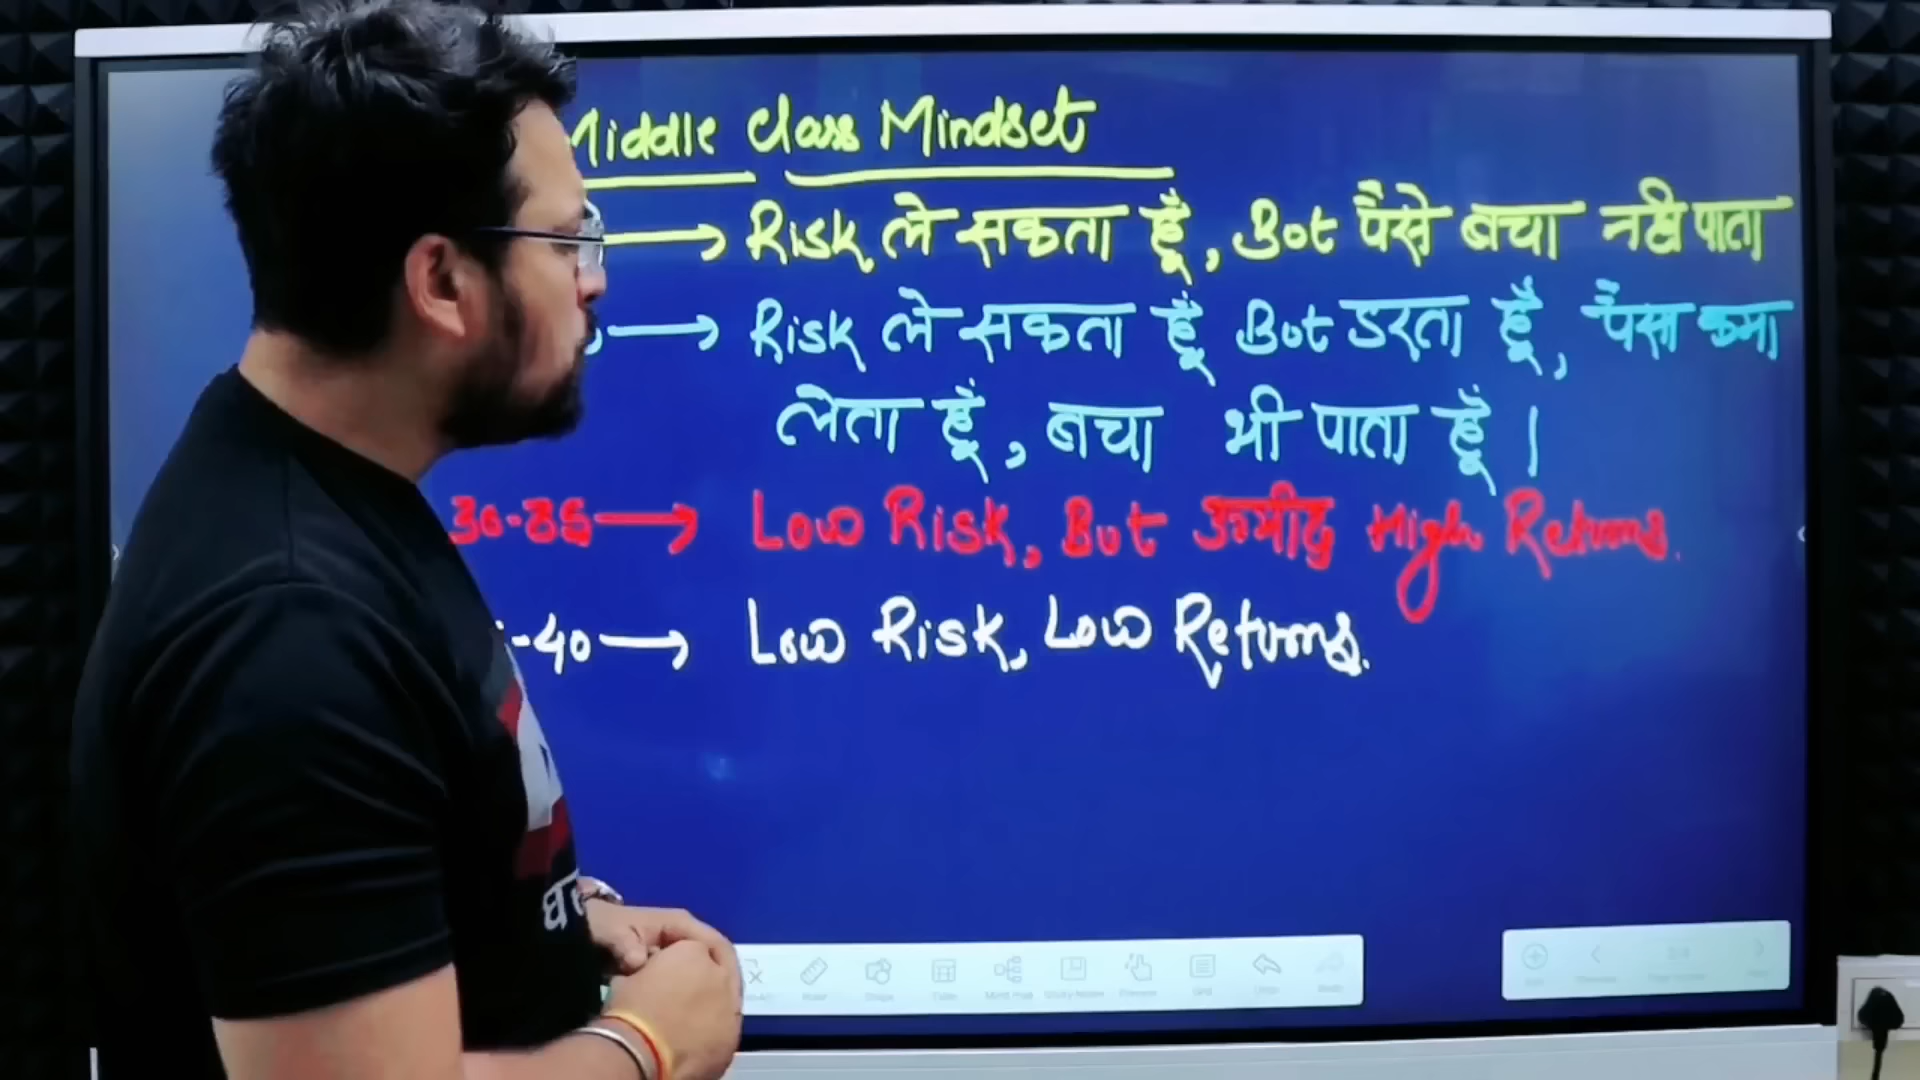 Middle Class Mindset
→ Risk ले सकता हूँ, But पैसे बचा नही पाता
→ Risk ले सकता हूँ But डरता हूँ, पैसा कमा
लेता हूँ, बचा भी पाता हूँ।
30-35 → Low Risk, But उम्मीद High Returns.
-40 → Low Risk, Low Returns.